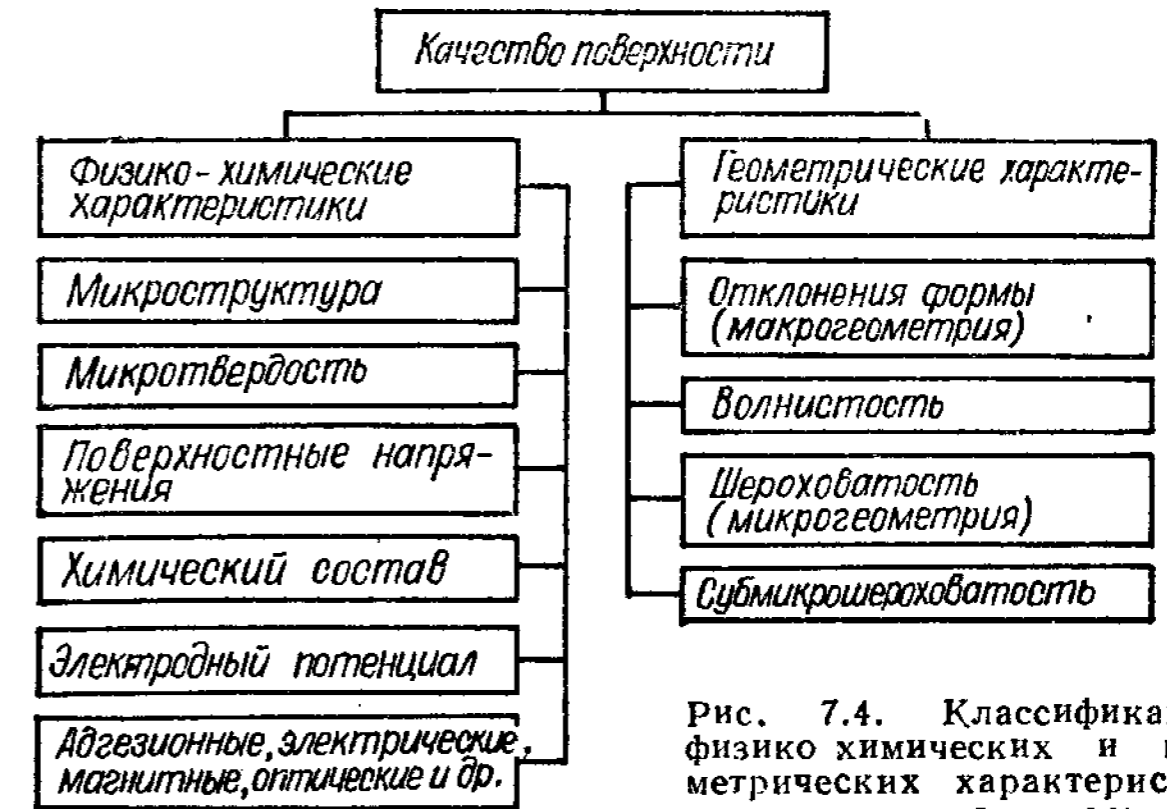 Качество поверхности
Физико-химические
характеристики
Микроструктура
Микротвердость
Поверхностные напря-
жения
Химический состав
Электродный потенциал
Адгезионные, электрические,
магнитные, оптические и др.
Геометрические характе-
ристики
Отклонения формы
(макрогеометрия)
Волнистость
Шероховатость
(микрогеометрия)
Субмикрошероховатость
Рис. 7.4. Классифика
физико химических и
метрических характерис